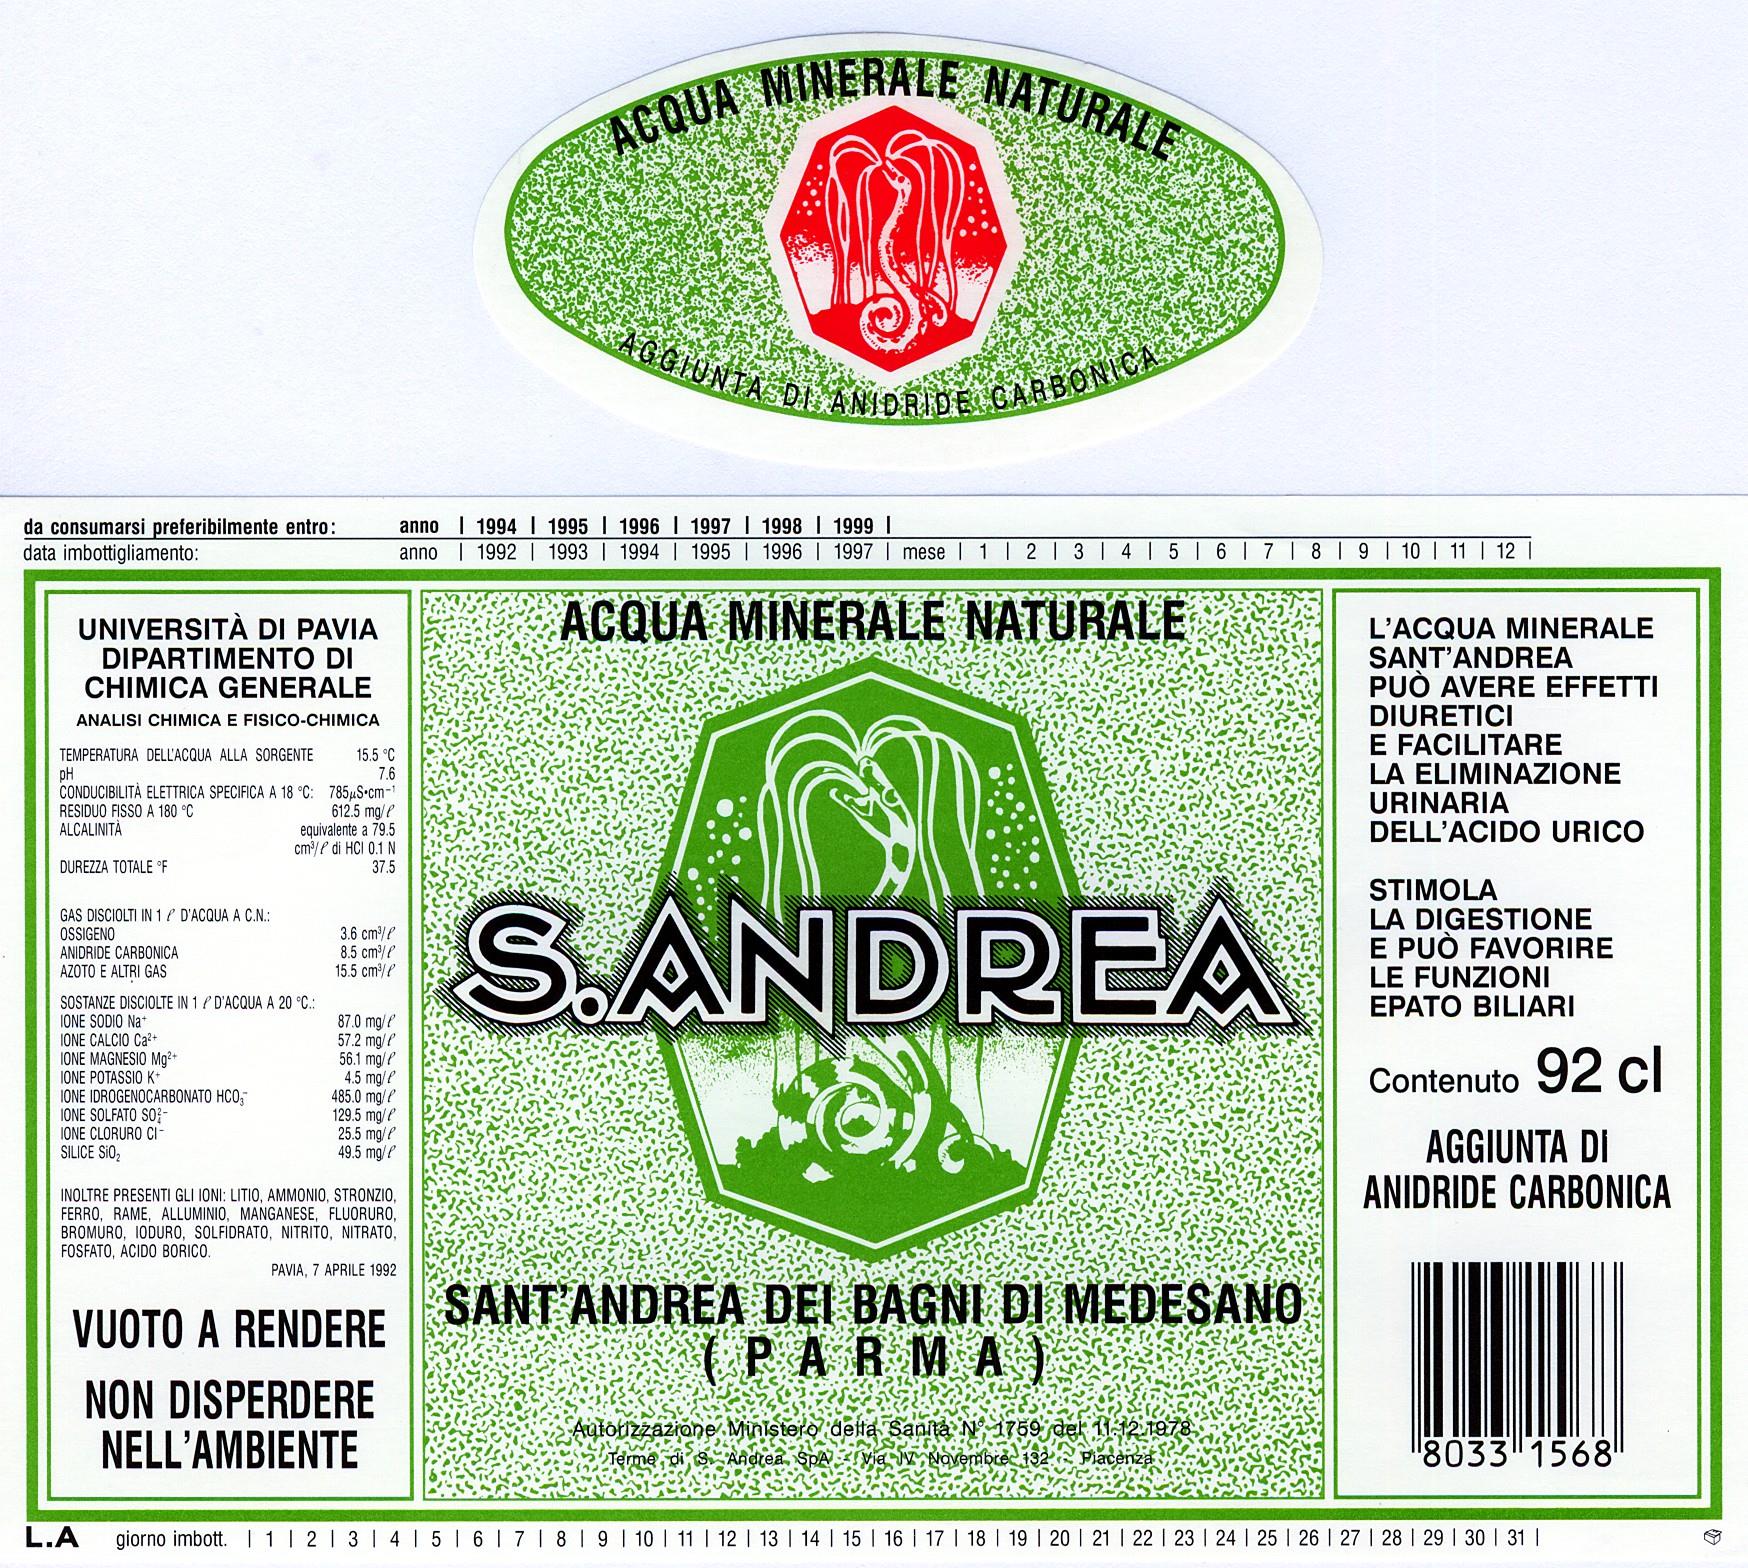 ACQUA MINERALE NATURALE
AGGIUNTA DI ANIDRIDE CARBONICA
da consumarsi preferibilmente entro: anno | 1994 | 1995 | 1996 | 1997 | 1998 | 1999 |
data imbottigliamento: anno | 1992 | 1993 | 1994 | 1995 | 1996 | 1997 | mese | 1 | 2 | 3 | 4 | 5 | 6 | 7 | 8 | 9 | 10 | 11 | 12 |
UNIVERSITÀ DI PAVIA
DIPARTIMENTO DI
CHIMICA GENERALE
ANALISI CHIMICA E FISICO-CHIMICA
TEMPERATURA DELL'ACQUA ALLA SORGENTE 15.5 °C
pH 7.6
CONDUCIBILITÀ ELETTRICA SPECIFICA A 18 °C: 785μS•cm⁻¹
RESIDUO FISSO A 180 °C 612.5 mg/ℓ
ALCALINITÀ equivalente a 79.5
cm³/ℓ di HCl 0.1 N
DUREZZA TOTALE °F 37.5
GAS DISCIOLTI IN 1 ℓ D'ACQUA A C.N.:
OSSIGENO 3.6 cm³/ℓ
ANIDRIDE CARBONICA 8.5 cm³/ℓ
AZOTO E ALTRI GAS 15.5 cm³/ℓ
SOSTANZE DISCIOLTE IN 1 ℓ D'ACQUA A 20 °C.:
IONE SODIO Na⁺ 87.0 mg/ℓ
IONE CALCIO Ca²⁺ 57.2 mg/ℓ
IONE MAGNESIO Mg²⁺ 56.1 mg/ℓ
IONE POTASSIO K⁺ 4.5 mg/ℓ
IONE IDROGENOCARBONATO HCO₃⁻ 485.0 mg/ℓ
IONE SOLFATO SO₄²⁻ 129.5 mg/ℓ
IONE CLORURO Cl⁻ 25.5 mg/ℓ
SILICE SiO₂ 49.5 mg/ℓ
INOLTRE PRESENTI GLI IONI: LITIO, AMMONIO, STRONZIO,
FERRO, RAME, ALLUMINIO, MANGANESE, FLUORURO,
BROMURO, IODURO, SOLFIDRATO, NITRITO, NITRATO,
FOSFATO, ACIDO BORICO.
PAVIA, 7 APRILE 1992
VUOTO A RENDERE
NON DISPERDERE
NELL'AMBIENTE
ACQUA MINERALE NATURALE
S.ANDREA
SANT'ANDREA DEI BAGNI DI MEDESANO
(PARMA)
Autorizzazione Ministero della Sanità N° 1759 del 11.12.1978
Terme di S. Andrea SpA - Via IV Novembre 132 - Piacenza
L'ACQUA MINERALE
SANT'ANDREA
PUÒ AVERE EFFETTI
DIURETICI
E FACILITARE
LA ELIMINAZIONE
URINARIA
DELL'ACIDO URICO
STIMOLA
LA DIGESTIONE
E PUÒ FAVORIRE
LE FUNZIONI
EPATO BILIARI
Contenuto 92 cl
AGGIUNTA DI
ANIDRIDE CARBONICA
8033 1568
L.A giorno imbott. | 1 | 2 | 3 | 4 | 5 | 6 | 7 | 8 | 9 | 10 | 11 | 12 | 13 | 14 | 15 | 16 | 17 | 18 | 19 | 20 | 21 | 22 | 23 | 24 | 25 | 26 | 27 | 28 | 29 | 30 | 31 |